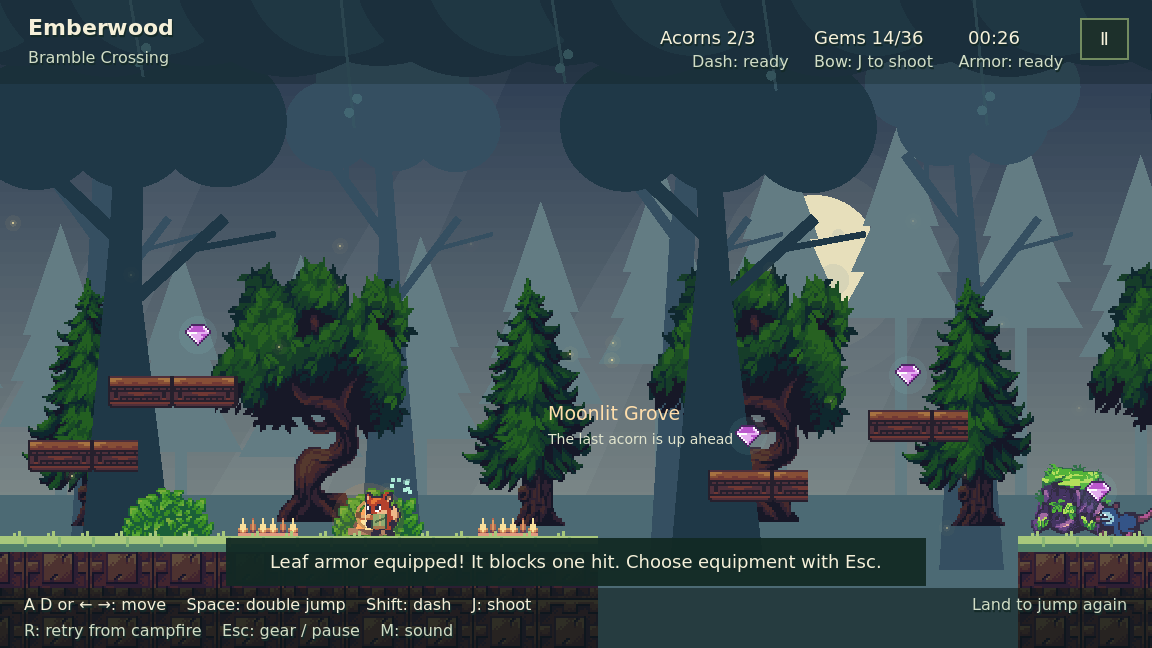 Emberwood
Bramble Crossing
Acorns 2/3 Gems 14/36 00:26
Dash: ready Bow: J to shoot Armor: ready
II
Moonlit Grove
The last acorn is up ahead
Leaf armor equipped! It blocks one hit. Choose equipment with Esc.
A D or ← →: move Space: double jump Shift: dash J: shoot
Land to jump again
R: retry from campfire Esc: gear / pause M: sound